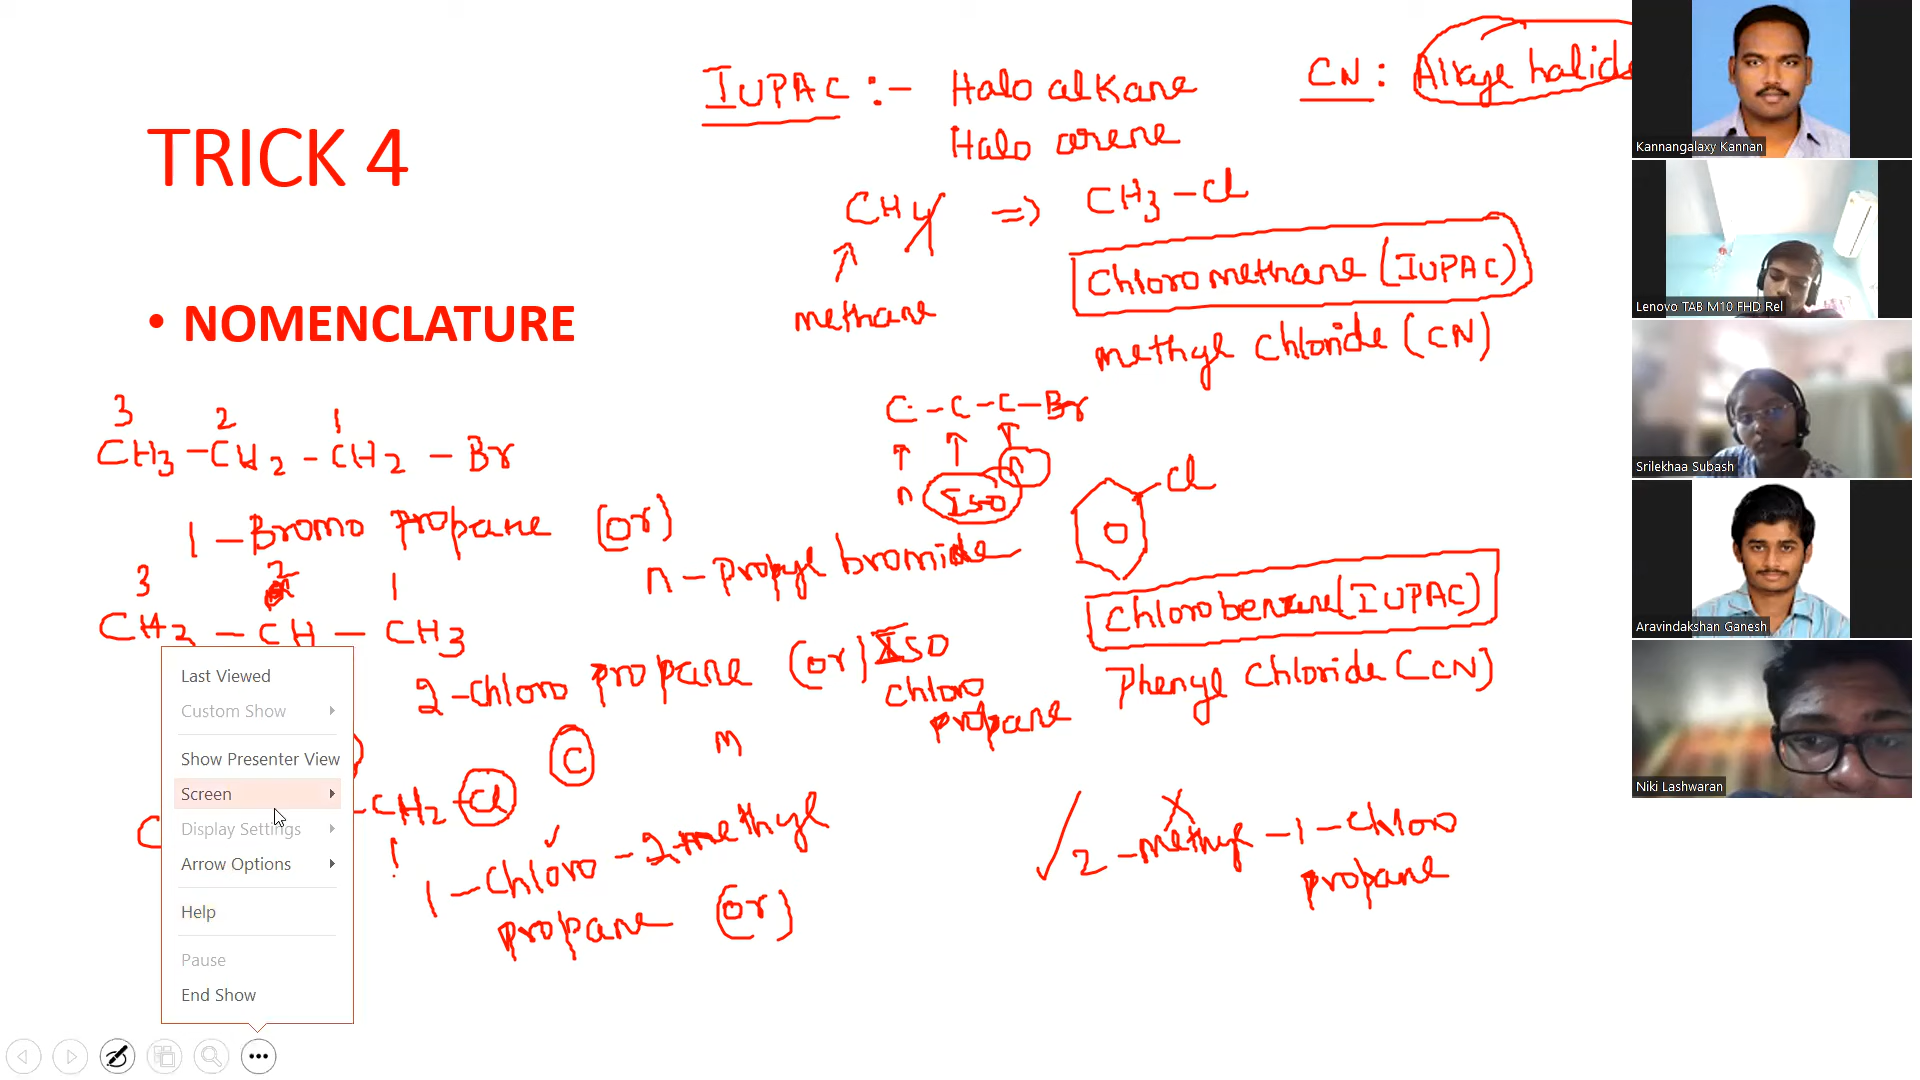 TRICK 4
• NOMENCLATURE
IUPAC :- Halo alkane
Halo arene
CN : Alkyl halide
CH4 => CH3-Cl
methane
Chloro methane (IUPAC)
methyl chloride (CN)
3 2 1
CH3 - CH2 - CH2 - Br
1 - Bromo propane (or)
n - propyl bromide
C - C - C - Br
n ISO n
Cl
Chloro benzene (IUPAC)
Phenyl Chloride (CN)
3 2 1
CH2 - CH - CH3
2 - chloro propane (or) ISO
chloro
propane
C m
C
- CH2 - Cl
1
1 - Chloro - 2 - methyl
propane (or)
2 - methyl - 1 - chloro
propane
Last Viewed
Custom Show
Show Presenter View
Screen
Display Settings
Arrow Options
Help
Pause
End Show
Kannangalaxy Kannan
Lenovo TAB M10 FHD Rel
Srilekhaa Subash
Aravindakshan Ganesh
Niki Lashwaran